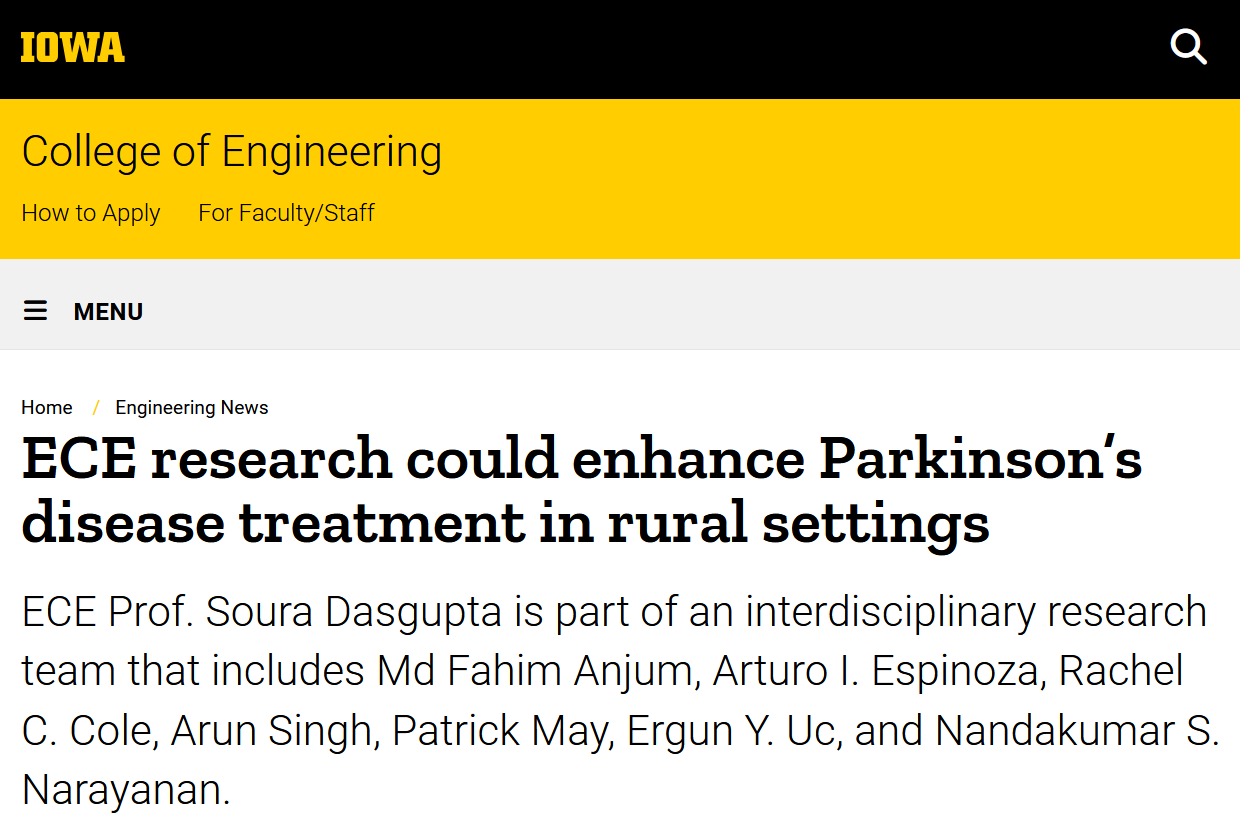 IOWA
College of Engineering
How to Apply For Faculty/Staff
MENU
Home / Engineering News
ECE research could enhance Parkinson’s
disease treatment in rural settings
ECE Prof. Soura Dasgupta is part of an interdisciplinary research
team that includes Md Fahim Anjum, Arturo I. Espinoza, Rachel
C. Cole, Arun Singh, Patrick May, Ergun Y. Uc, and Nandakumar S.
Narayanan.